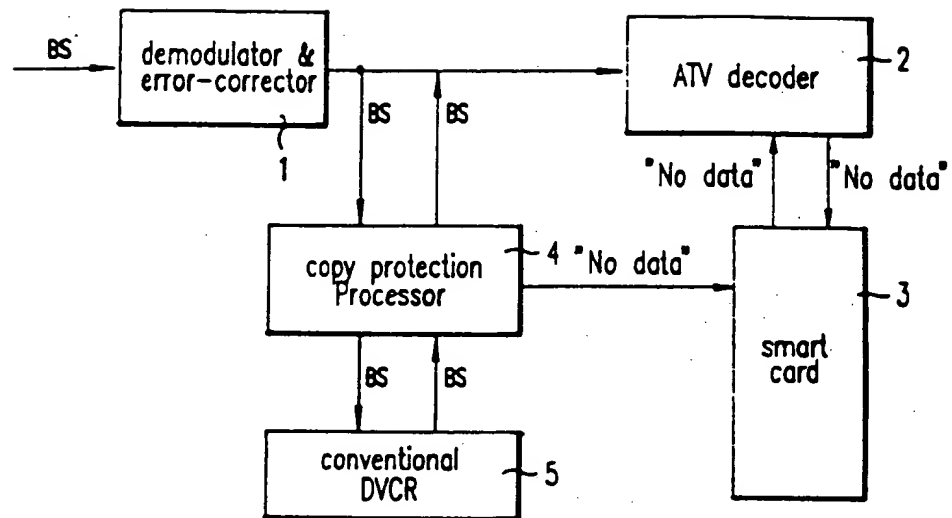 BS
demodulator &
error-corrector
1
BS
BS
ATV decoder
2
"No data"
"No data"
copy protection
Processor
4
"No data"
smart
card
3
BS
BS
conventional
DVCR
5